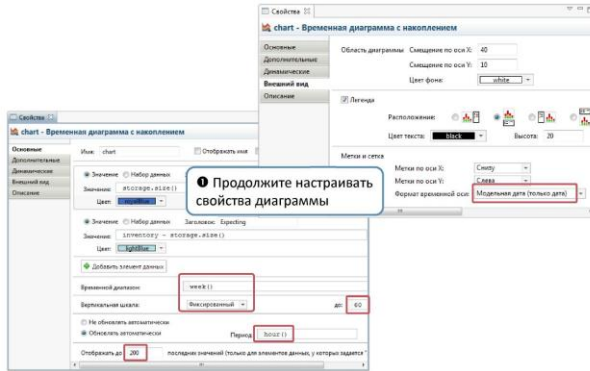 Свойства
chart - Временная диаграмма с накоплением
Основные
Дополнительные
Динамические
Внешний вид
Описание
Область диаграммы Смещение по оси X: 40
Смещение по оси Y: 10
Цвет фона: white
Легенда
Расположение:
Цвет текста: black Высота: 20
Метки и сетка
Метки по оси X: Снизу
Метки по оси Y: Слева
Формат временной оси: Модельная дата (только дата)
Свойства
chart - Временная диаграмма с накоплением
Основные
Дополнительные
Динамические
Внешний вид
Описание
Имя: chart Отображать имя
Значение Набор данных
Значение: storage.size()
Цвет: royalBlue
Значение Набор данных Заголовок: Expecting
Значение: inventory - storage.size()
Цвет: lightBlue
Добавить элемент данных
Временной диапазон: week()
Вертикальная шкала: Фиксированный до: 60
Не обновлять автоматически
Обновлять автоматически Период: hour()
Отображать до 200 последних значений (только для элементов данных, у которых задается
❶ Продолжите настраивать
свойства диаграммы